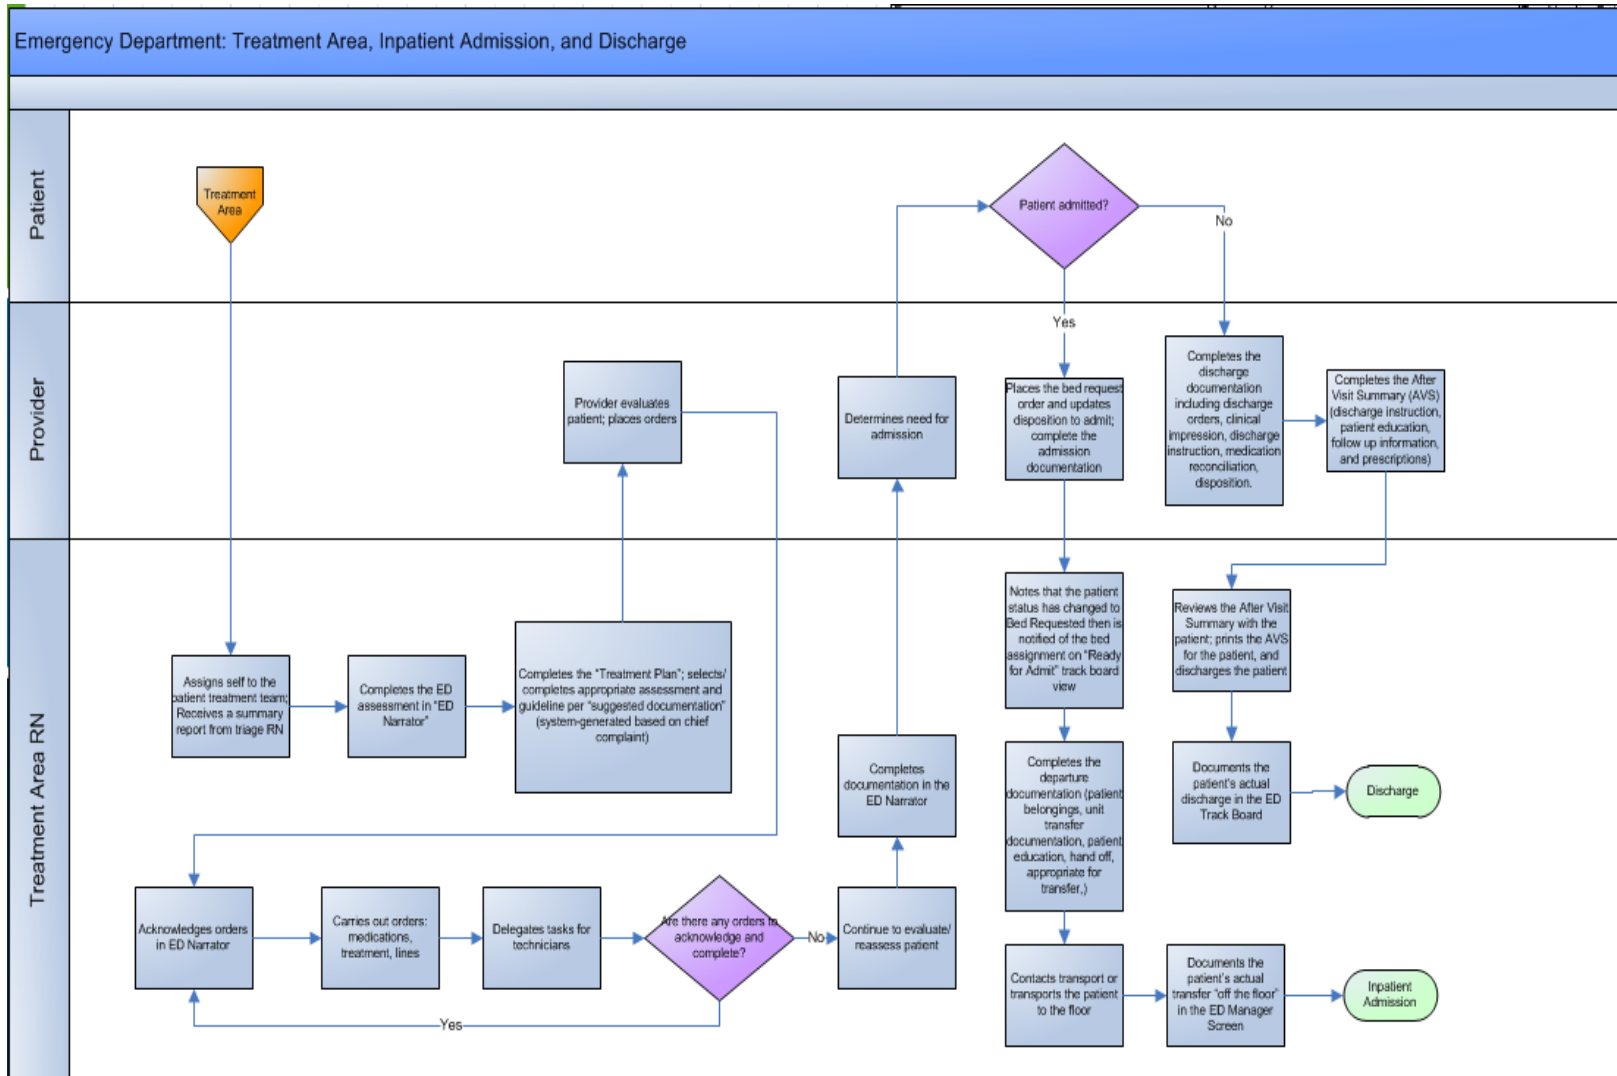 Emergency Department: Treatment Area, Inpatient Admission, and Discharge
Patient
Treatment
Area
Patient admitted?
No
Yes
Provider
Provider evaluates
patient; places orders
Determines need for
admission
Places the bed request
order and updates
disposition to admit;
complete the
admission
documentation
Completes the
discharge
documentation
including discharge
orders, clinical
impression, discharge
instruction, medication
reconciliation,
disposition.
Completes the After
Visit Summary (AVS)
(discharge instruction,
patient education,
follow up information,
and prescriptions)
Treatment Area RN
Assigns self to the
patient treatment team;
Receives a summary
report from triage RN
Completes the ED
assessment in "ED
Narrator"
Completes the "Treatment Plan"; selects/
completes appropriate assessment and
guideline per "suggested documentation"
(system-generated based on chief
complaint)
Acknowledges orders
in ED Narrator
Carries out orders:
medications,
treatment, lines
Delegates tasks for
technicians
Are there any orders to
acknowledge and
complete?
No
Yes
Continue to evaluate/
reassess patient
Completes
documentation in the
ED Narrator
Notes that the patient
status has changed to
Bed Requested then is
notified of the bed
assignment on "Ready
for Admit" track board
view
Completes the
departure
documentation (patient
belongings, unit
transfer
documentation, patient
education, hand off,
appropriate for
transfer,)
Contacts transport or
transports the patient
to the floor
Documents the
patient's actual
transfer "off the floor"
in the ED Manager
Screen
Inpatient
Admission
Reviews the After Visit
Summary with the
patient; prints the AVS
for the patient, and
discharges the patient
Documents the
patient's actual
discharge in the ED
Track Board
Discharge